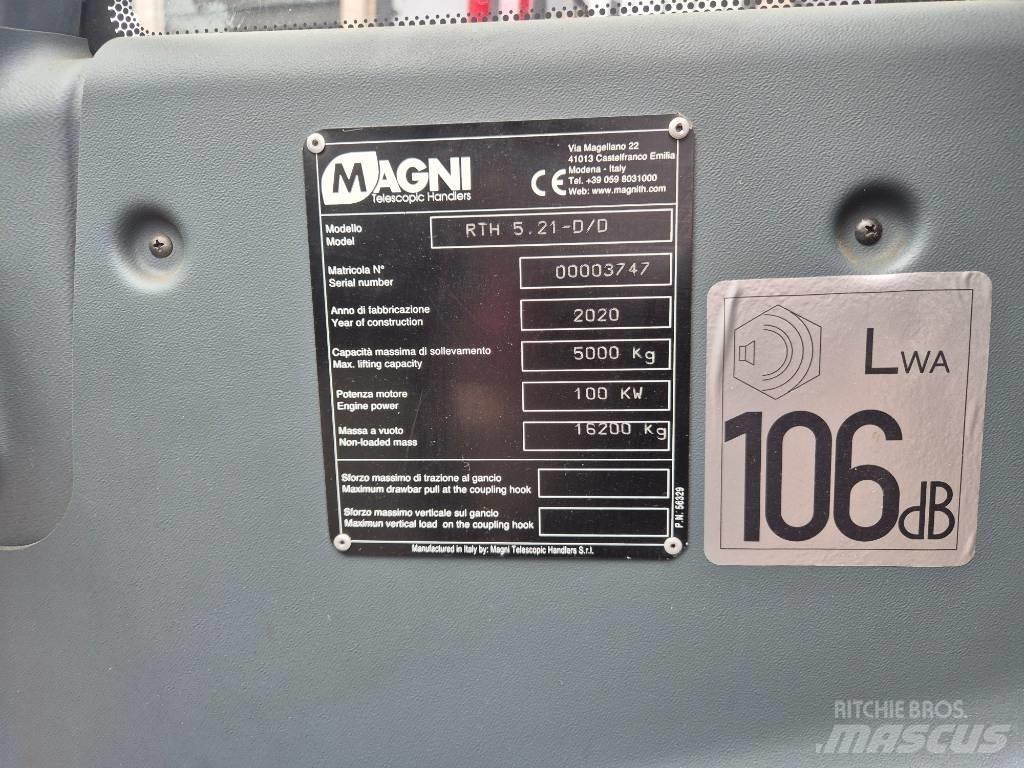 MAGNI
Telescopic Handlers
CE
Via Magellano 22
41013 Castelfranco Emilia
Modena - Italy
Tel. +39 059 8031000
Web: www.magnith.com
Modello
Model
RTH 5.21-D/D
Matricola N°
Serial number
00003747
Anno di fabbricazione
Year of construction
2020
Capacità massima di sollevamento
Max. lifting capacity
5000 Kg
Potenza motore
Engine power
100 KW
Massa a vuoto
Non-loaded mass
16200 Kg
Sforzo massimo di trazione al gancio
Maximum drawbar pull at the coupling hook
Sforzo massimo verticale sul gancio
Maximun vertical load on the coupling hook
P.N. 56329
Manufactured in Italy by: Magni Telescopic Handlers S.r.l.
LWA
106dB
RITCHIE BROS.
MASCUS